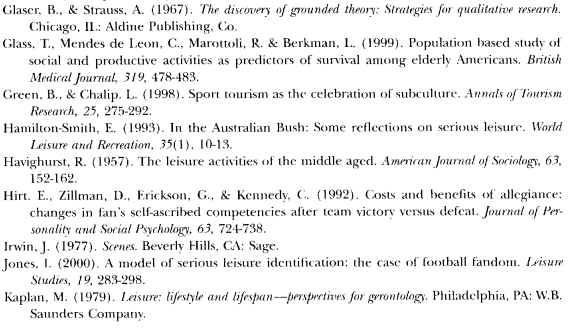 Glaser, B., & Strauss, A. (1967). The discovery of grounded theory: Strategies for qualitative research.
Chicago, IL: Aldine Publishing, Co.
Glass, T., Mendes de Leon, C., Marottoli, R. & Berkman, L. (1999). Population based study of
social and productive activities as predictors of survival among elderly Americans. British
Medical Journal, 319, 478-483.
Green, B., & Chalip. L. (1998). Sport tourism as the celebration of subculture. Annals of Tourism
Research, 25, 275-292.
Hamilton-Smith, E. (1993). In the Australian Bush: Some reflections on serious leisure. World
Leisure and Recreation, 35(1), 10-13.
Havighurst, R. (1957). The leisure activities of the middle aged. American Journal of Sociology, 63,
152-162.
Hirt. E., Zillman, D., Erickson, G., & Kennedy, C. (1992). Costs and benefits of allegiance:
changes in fan's self-ascribed competencies after team victory versus defeat. Journal of Per-
sonality and Social Psychology, 63, 724-738.
Irwin, J. (1977). Scenes. Beverly Hills, CA: Sage.
Jones, I. (2000). A model of serious leisure identification: the case of football fandom. Leisure
Studies, 19, 283-298.
Kaplan, M. (1979). Leisure: lifestyle and lifespan—perspectives for gerontology. Philadelphia, PA: W.B.
Saunders Company.